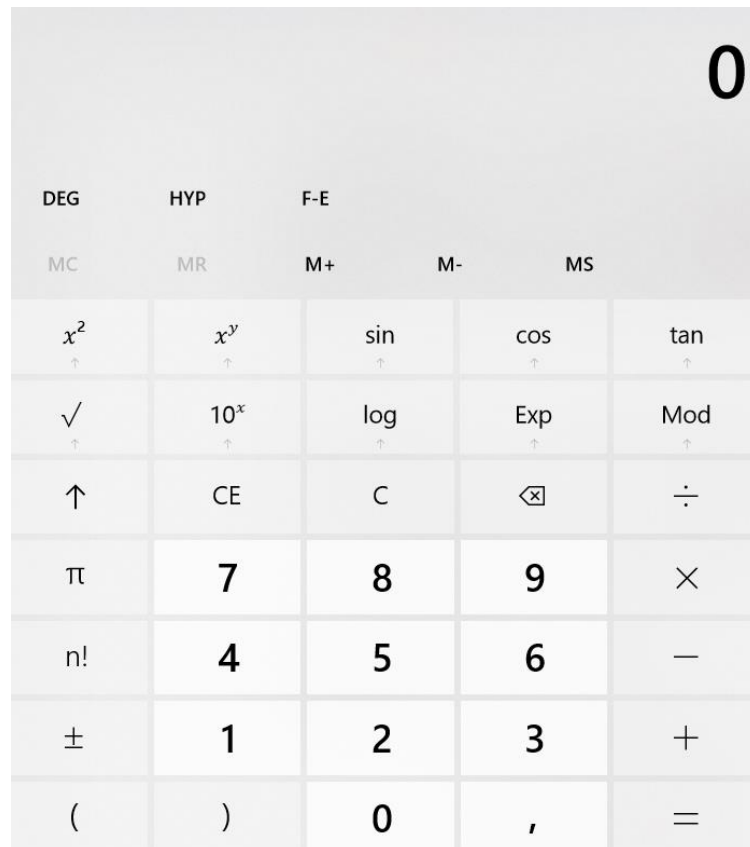 0
DEG HYP F-E
MC MR M+ M- MS
x² xʸ sin cos tan
↑ ↑ ↑ ↑ ↑
√ 10ˣ log Exp Mod
↑ ↑ ↑ ↑ ↑
↑ CE C ⌫ ÷
π 7 8 9 ×
n! 4 5 6 −
± 1 2 3 +
( ) 0 , =